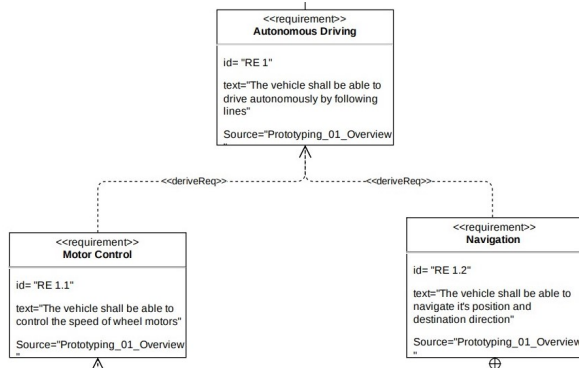 <<requirement>>
Autonomous Driving
id= "RE 1"
text="The vehicle shall be able to
drive autonomously by following
lines"
Source="Prototyping_01_Overview
"
<<deriveReq>>
<<deriveReq>>
<<requirement>>
Motor Control
id= "RE 1.1"
text="The vehicle shall be able to
control the speed of wheel motors"
Source="Prototyping_01_Overview
"
<<requirement>>
Navigation
id= "RE 1.2"
text="The vehicle shall be able to
navigate it's position and
destination direction"
Source="Prototyping_01_Overview
"